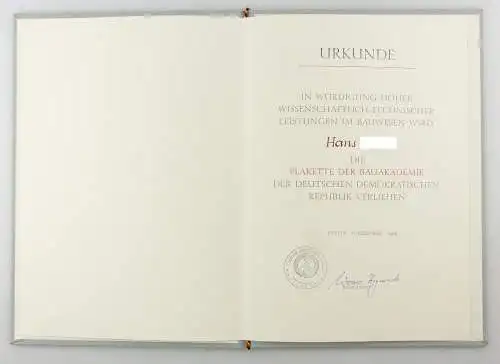 URKUNDE
IN WÜRDIGUNG HOHER
WISSENSCHAFTLICH-TECHNISCHER
LEISTUNGEN IM BAUWESEN WIRD
Hans
DIE
PLAKETTE DER BAUAKADEMIE
DER DEUTSCHEN DEMOKRATISCHEN
REPUBLIK VERLIEHEN